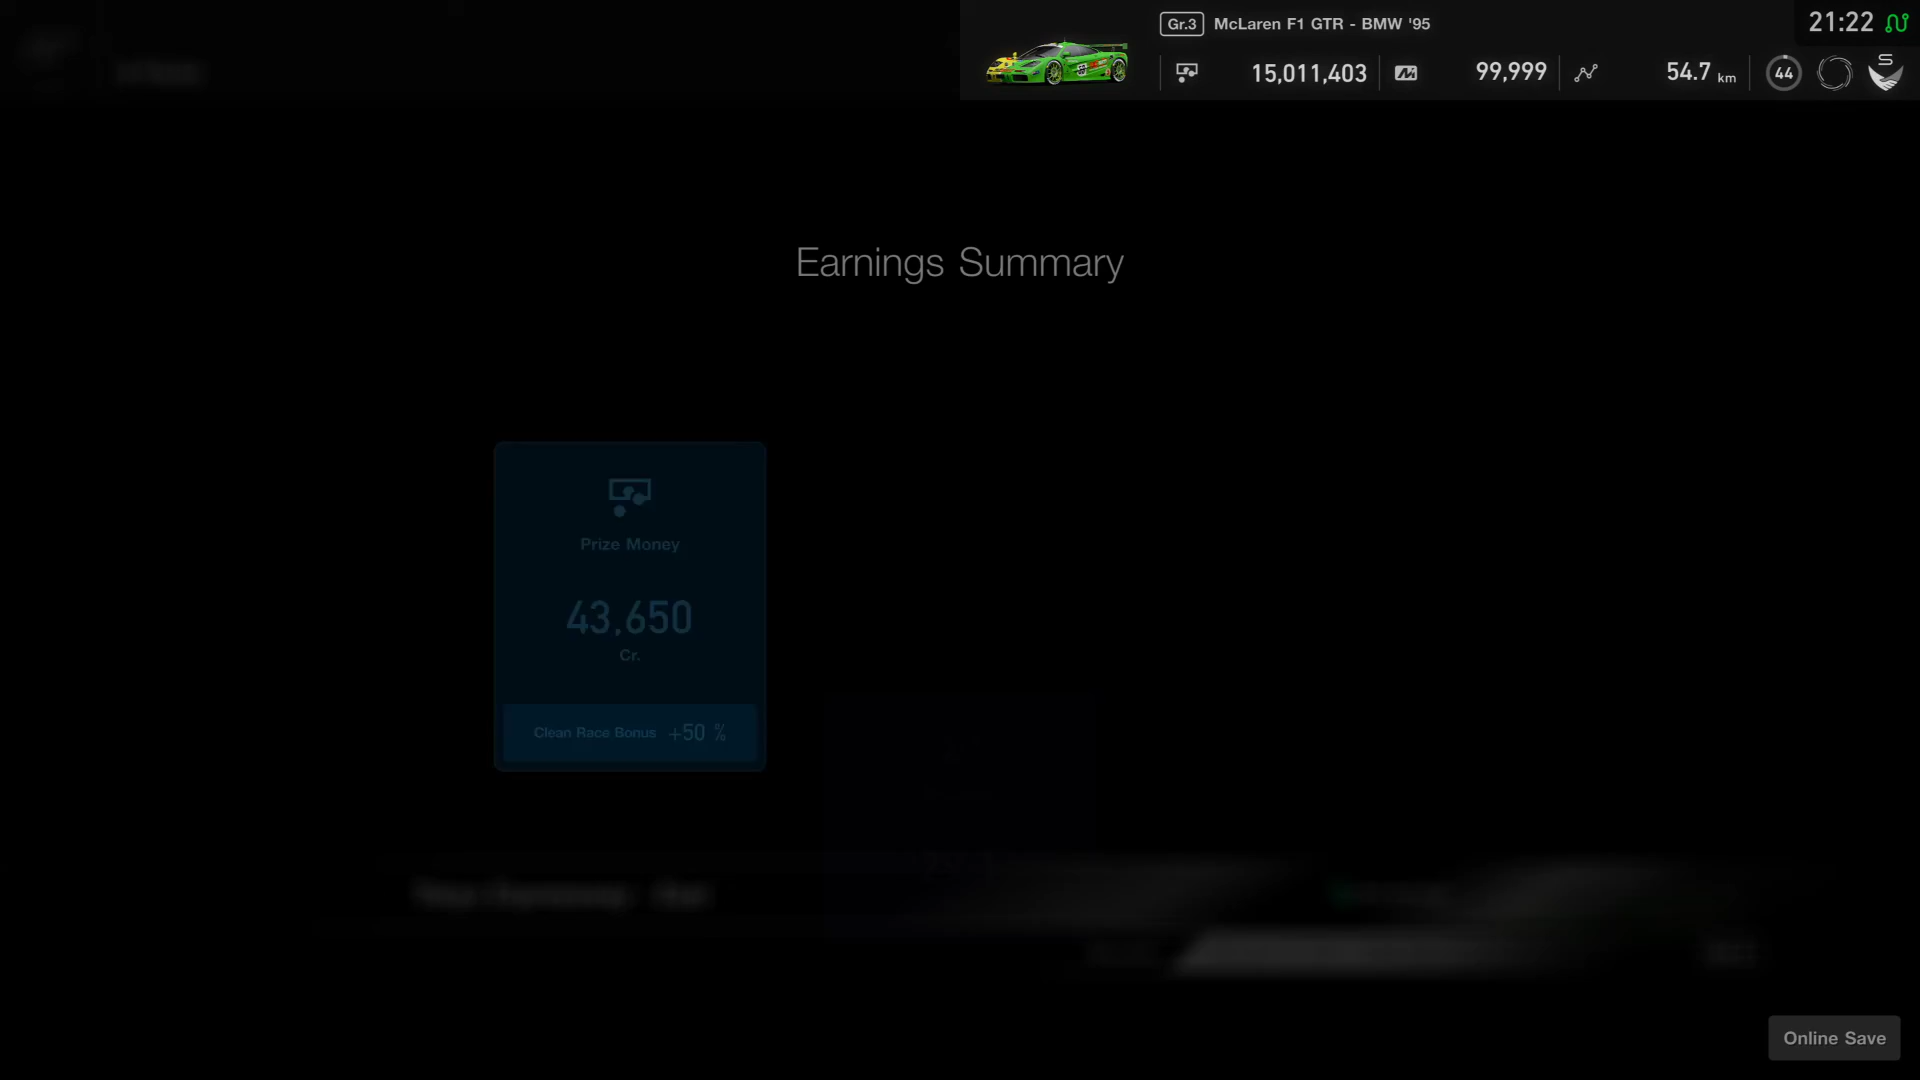 Gr.3 McLaren F1 GTR - BMW '95
21:22
15,011,403
99,999
54.7 km
44
S
Earnings Summary
Prize Money
43,650
Cr.
Clean Race Bonus +50 %
Online Save